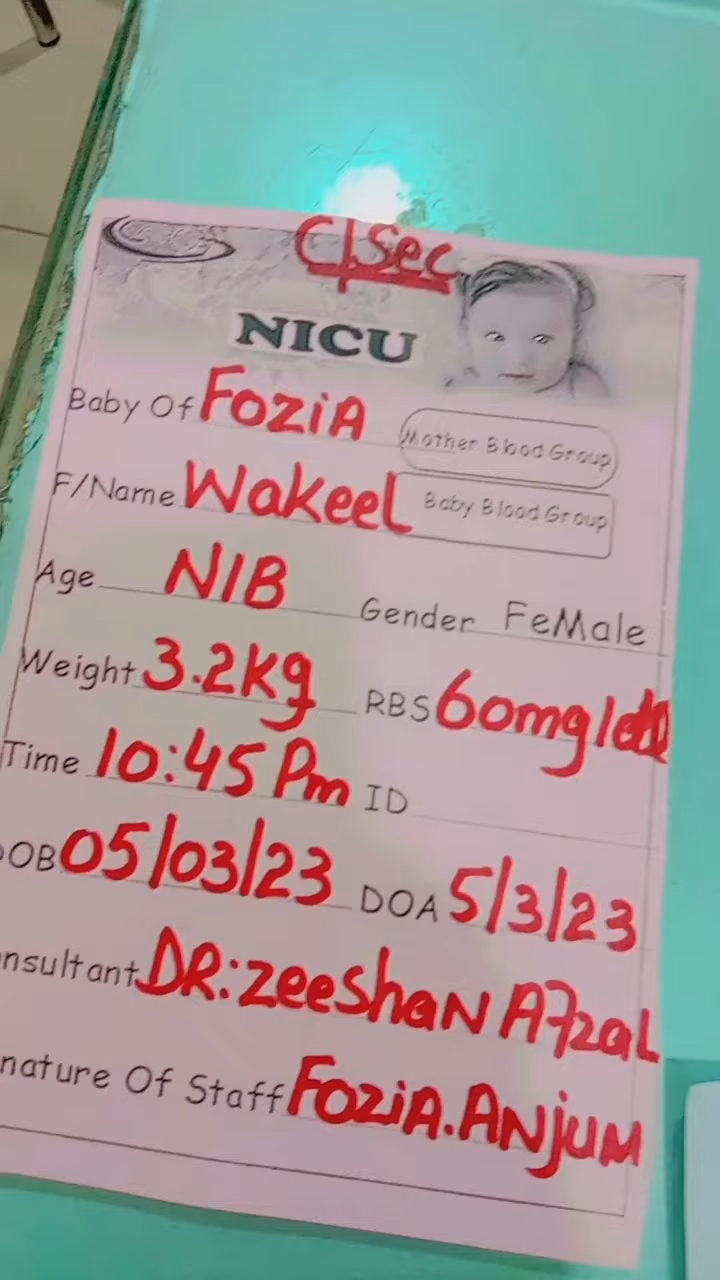 C/Sec
NICU
Baby Of FoziA Mother Blood Group
F/Name WakeeL Baby Blood Group
Age NIB Gender FeMale
Weight 3.2Kg RBS 60mg/dl
Time 10:45 Pm ID
OB 05/03/23 DOA 5/3/23
nsultant DR:zeeshaN Afzal
nature Of Staff FoziA.ANjuM